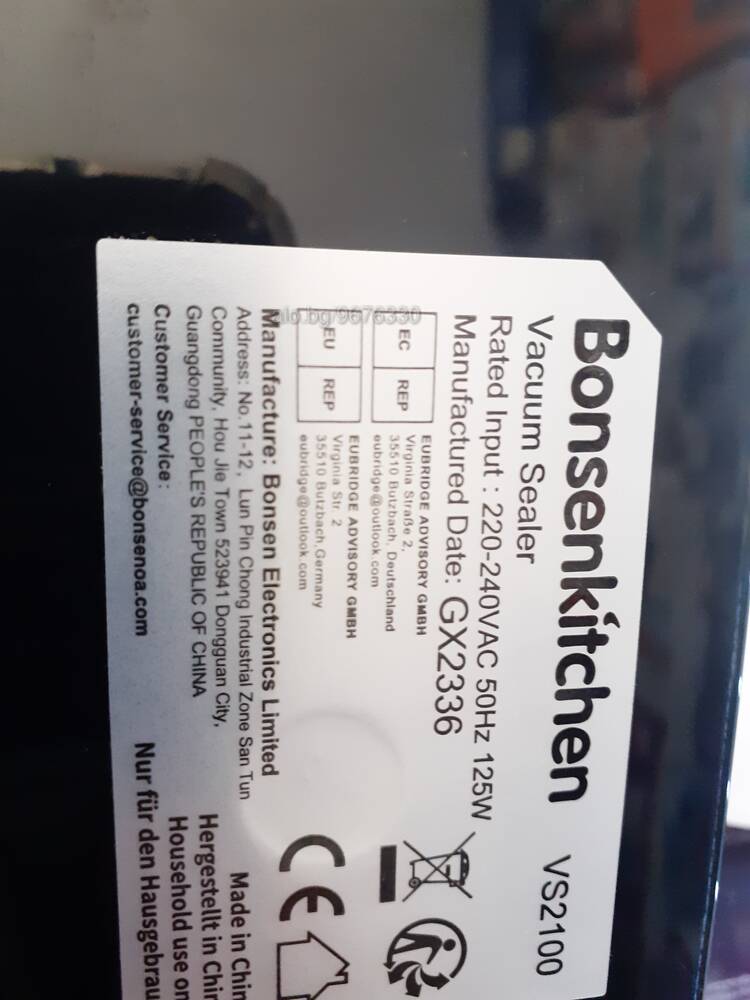 Bonsenkitchen VS2100
Vacuum Sealer
Rated Input : 220-240VAC 50Hz 125W
Manufactured Date: GX2336
EC REP
EUBRIDGE ADVISORY GMBH
Virginia Straße 2,
35510 Butzbach, Deutschland
eubridge@outlook.com
EU REP
EUBRIDGE ADVISORY GMBH
Virginia Str. 2
35510 Butzbach,Germany
eubridge@outlook.com
Manufacture: Bonsen Electronics Limited
Address: No.11-12, Lun Pin Chong Industrial Zone San Tun
Community, Hou Jie Town 523941 Dongguan City,
Guangdong PEOPLE'S REPUBLIC OF CHINA
Customer Service:
customer-service@bonsenoa.com
CE
Made in Chin
Hergestellt in Chin
Household use on
Nur für den Hausgebrau